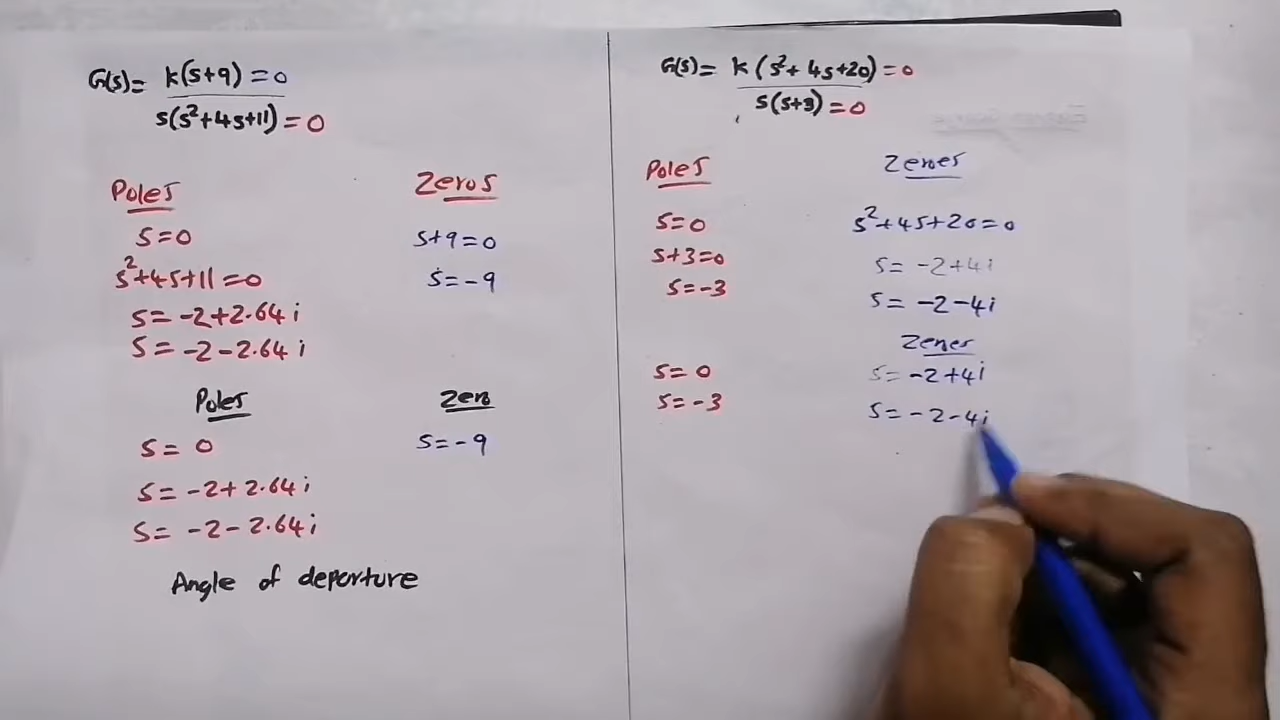 G(s)= k(s+9) =0
s(s²+4s+11) =0
Poles
Zeros
s=0
s+9=0
s²+4s+11=0
s=-9
s=-2+2.64i
s=-2-2.64i
Poles
Zero
s=0
s=-9
s=-2+2.64i
s=-2-2.64i
Angle of departure
G(s)= k(s²+4s+20) =0
s(s+3) =0
Poles
Zeroes
s=0
s²+4s+20=0
s+3=0
s=-2+4i
s=-3
s=-2-4i
Zeroes
s=0
s=-2+4i
s=-3
s=-2-4i